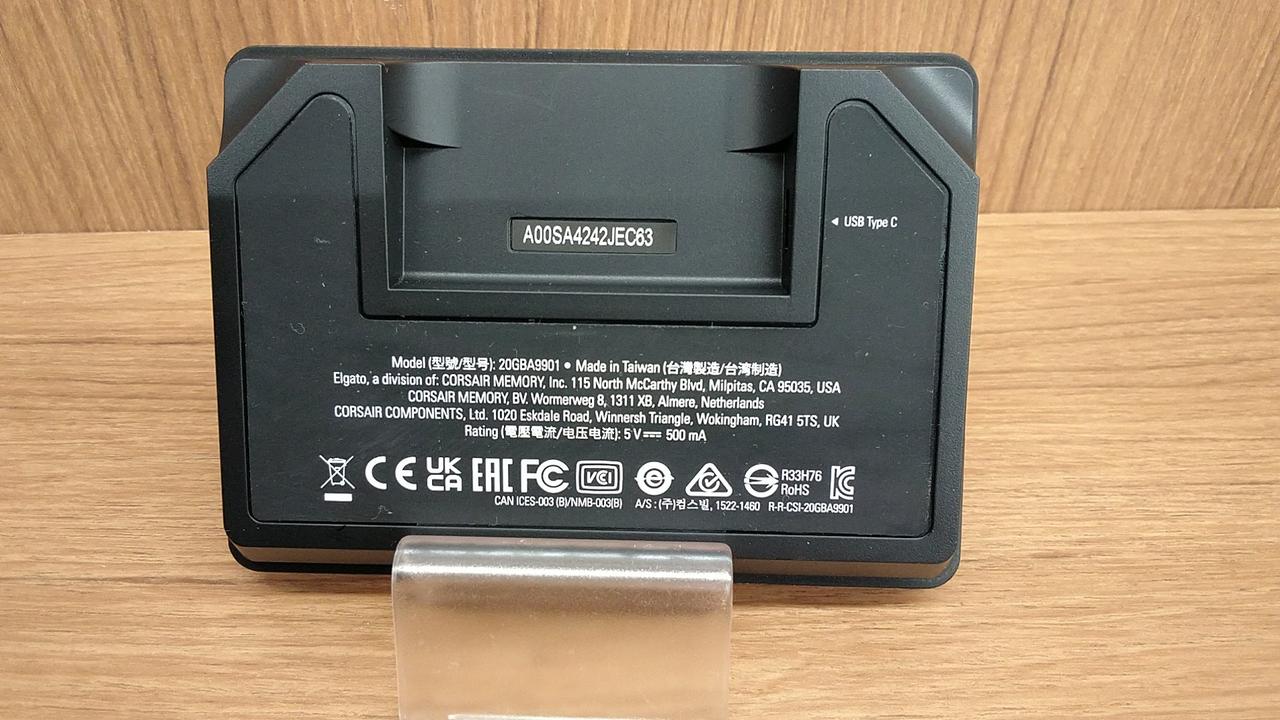 A00SA4242JEC63
◄ USB Type C
Model (型號/型号): 20GBA9901 • Made in Taiwan (台灣製造/台湾制造)
Elgato, a division of: CORSAIR MEMORY, Inc. 115 North McCarthy Blvd, Milpitas, CA 95035, USA
CORSAIR MEMORY, BV. Wormerweg 8, 1311 XB, Almere, Netherlands
CORSAIR COMPONENTS, Ltd. 1020 Eskdale Road, Winnersh Triangle, Wokingham, RG41 5TS, UK
Rating (電壓電流/电压电流): 5 V⎓ 500 mA
CE UK CA EAC FC VCI R33H76 RoHS
CAN ICES-003 (B)/NMB-003(B) A/S : (주)컴스빌, 1522-1460 R-R-CSI-20GBA9901